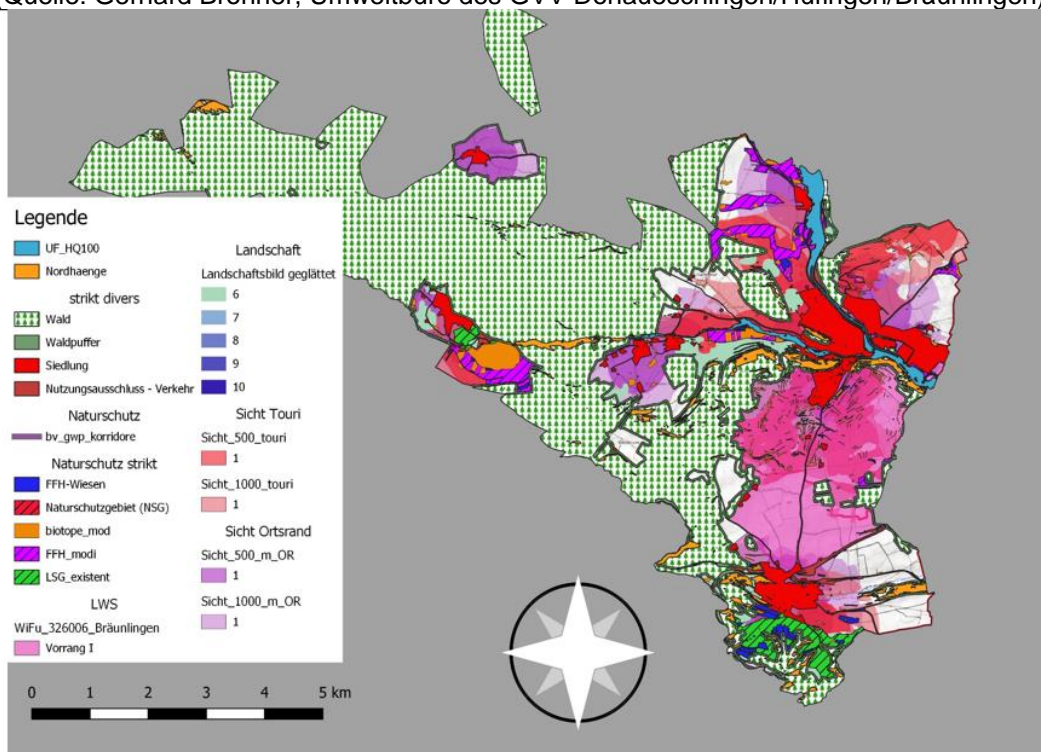 Quelle: Gerhard Bronner, Umweltbüro des GVV Donaueschingen/Hüfingen/Bräunlingen)
Legende
UF_HQ100
Nordhaenge
strikt divers
Wald
Waldpuffer
Siedlung
Nutzungsausschluss - Verkehr
Naturschutz
bv_gwp_korridore
Naturschutz strikt
FFH-Wiesen
Naturschutzgebiet (NSG)
biotope_mod
FFH_modi
LSG_existent
LWS
WiFu_326006_Bräunlingen
Vorrang I
Landschaft
Landschaftsbild geglättet
6
7
8
9
10
Sicht Touri
Sicht_500_touri
1
Sicht_1000_touri
1
Sicht Ortsrand
Sicht_500_m_OR
1
Sicht_1000_m_OR
1
0 1 2 3 4 5 km